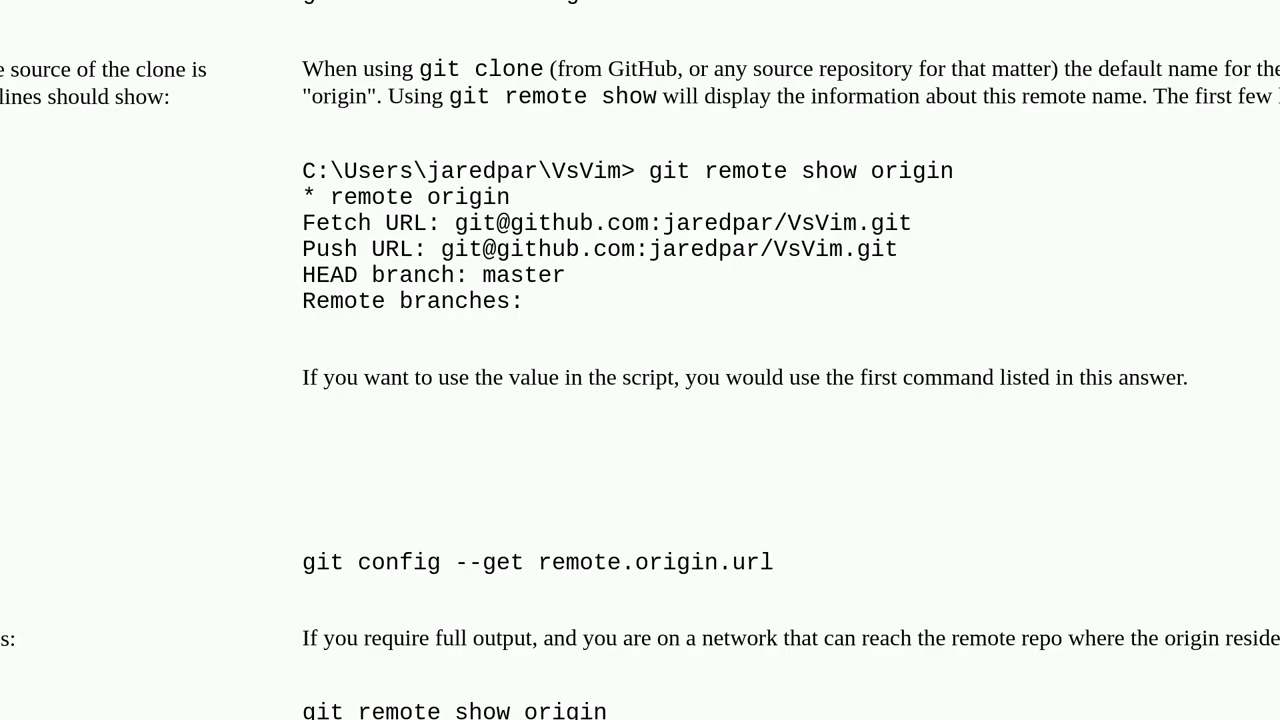 e source of the clone is
lines should show:
When using git clone (from GitHub, or any source repository for that matter) the default name for the
"origin". Using git remote show will display the information about this remote name. The first few
C:\Users\jaredpar\VsVim> git remote show origin
* remote origin
Fetch URL: git@github.com:jaredpar/VsVim.git
Push URL: git@github.com:jaredpar/VsVim.git
HEAD branch: master
Remote branches:
If you want to use the value in the script, you would use the first command listed in this answer.
git config --get remote.origin.url
s:
If you require full output, and you are on a network that can reach the remote repo where the origin reside
git remote show origin